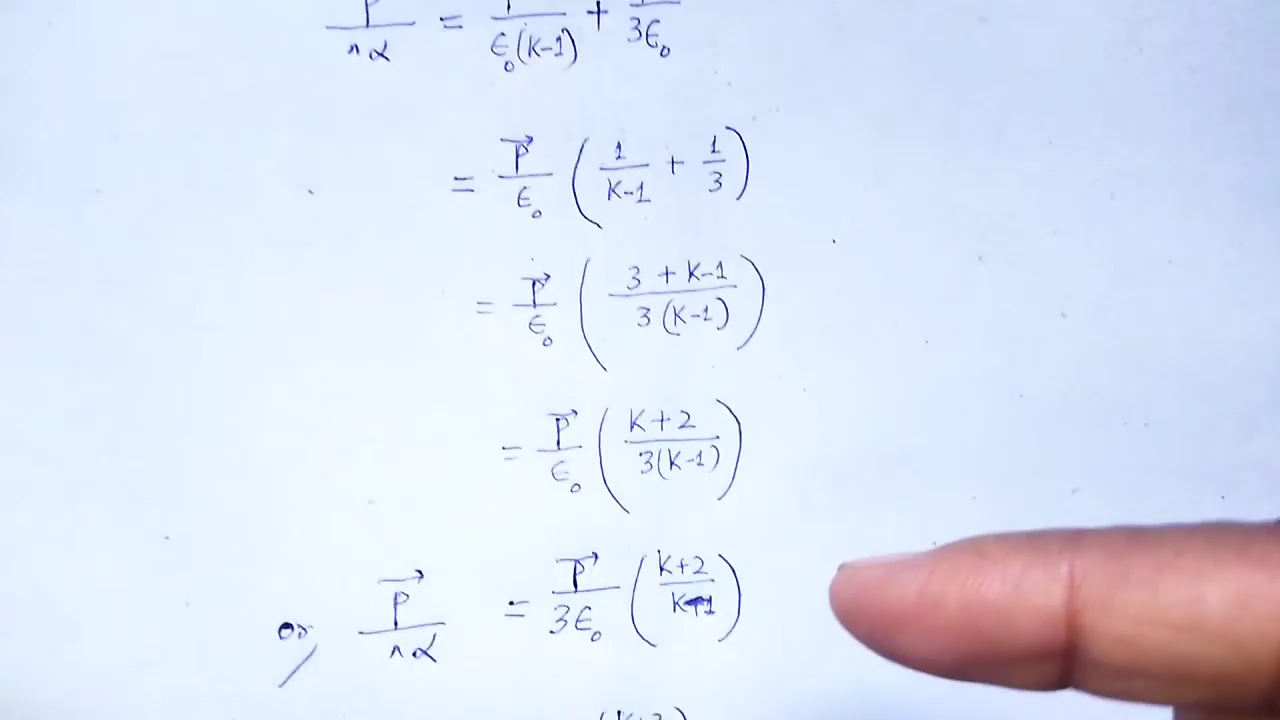 P/nα = P/ϵ₀(K-1) + 1/3ϵ₀
= P⃗/ϵ₀ (1/K-1 + 1/3)
= P⃗/ϵ₀ (3 + K-1/3(K-1))
= P⃗/ϵ₀ (K+2/3(K-1))
or, P⃗/nα = P⃗/3ϵ₀ (K+2/K-1)